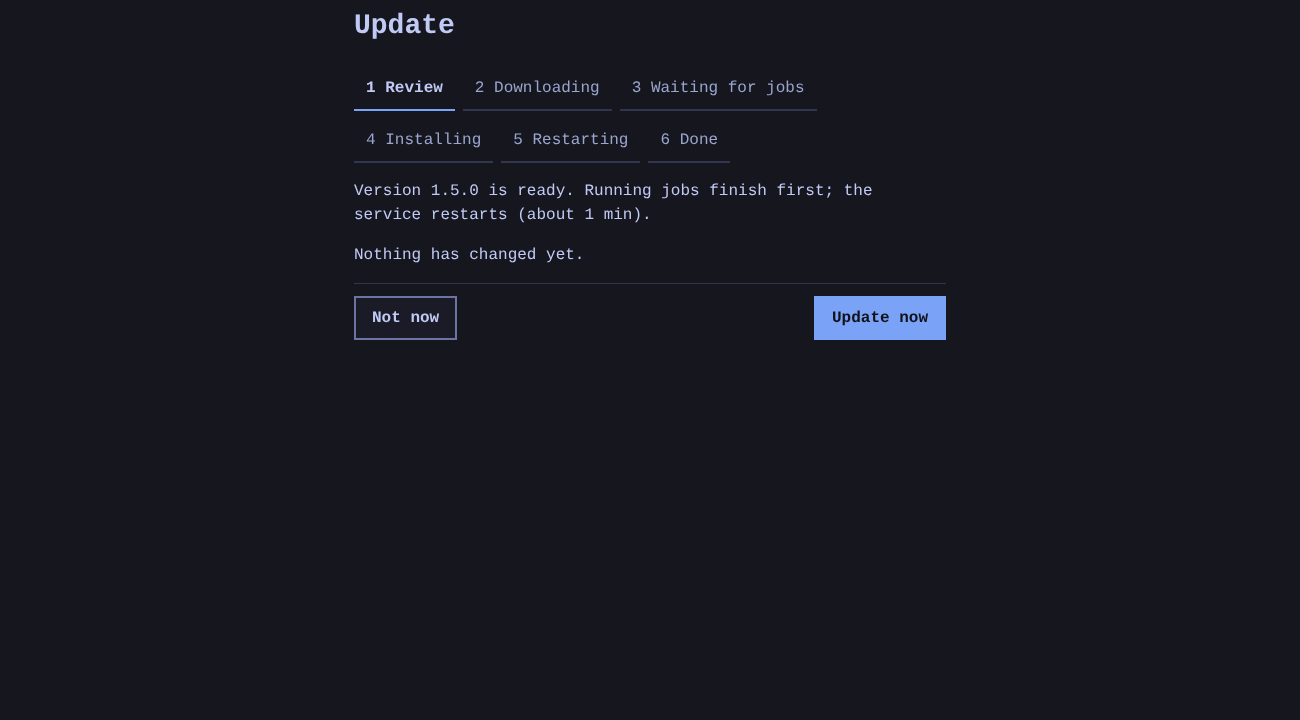 Update
1 Review 2 Downloading 3 Waiting for jobs
4 Installing 5 Restarting 6 Done
Version 1.5.0 is ready. Running jobs finish first; the
service restarts (about 1 min).
Nothing has changed yet.
Not now Update now